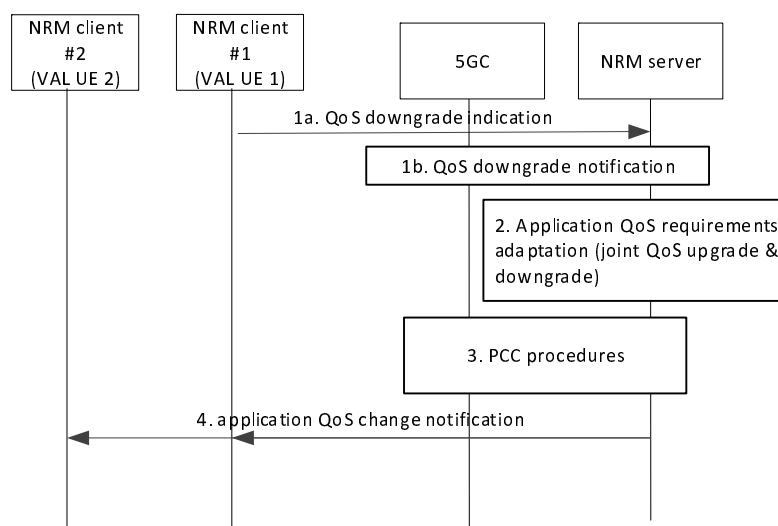 NRM client
#2
(VAL UE 2)
NRM client
#1
(VAL UE 1)
5GC
NRM server
1a. QoS downgrade indication
1b. QoS downgrade notification
2. Application QoS requirements
adaptation (joint QoS upgrade &
downgrade)
3. PCC procedures
4. application QoS change notification